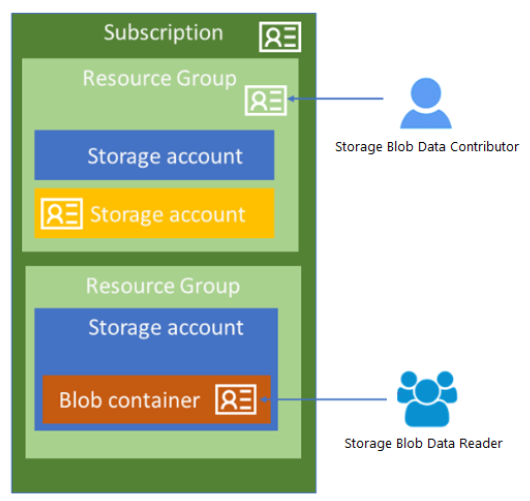 Subscription
Resource Group
Storage Blob Data Contributor
Storage account
Storage account
Resource Group
Storage account
Blob container
Storage Blob Data Reader